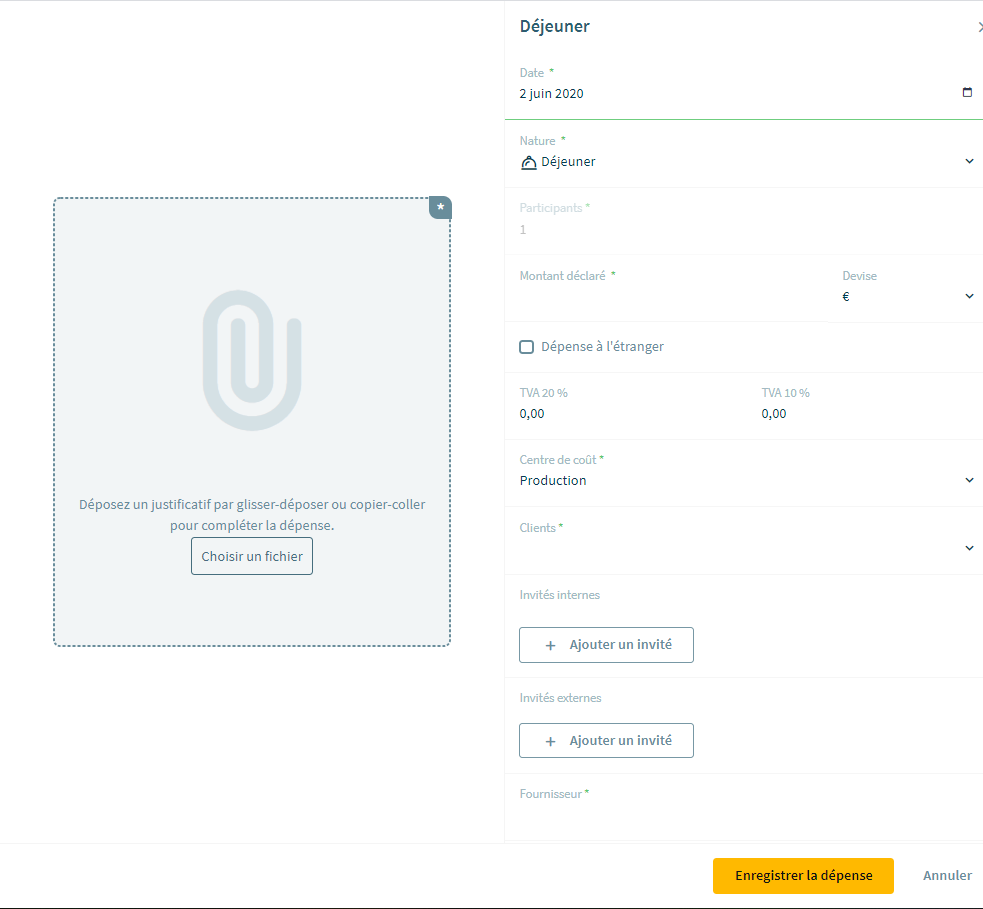 *
Déposez un justificatif par glisser-déposer ou copier-coller
pour compléter la dépense.
Choisir un fichier
Déjeuner
Date *
2 juin 2020
Nature *
Déjeuner
Participants *
1
Montant déclaré *
Devise
€
Dépense à l'étranger
TVA 20 %
TVA 10 %
0,00
0,00
Centre de coût *
Production
Clients *
Invités internes
+ Ajouter un invité
Invités externes
+ Ajouter un invité
Fournisseur *
Enregistrer la dépense
Annuler